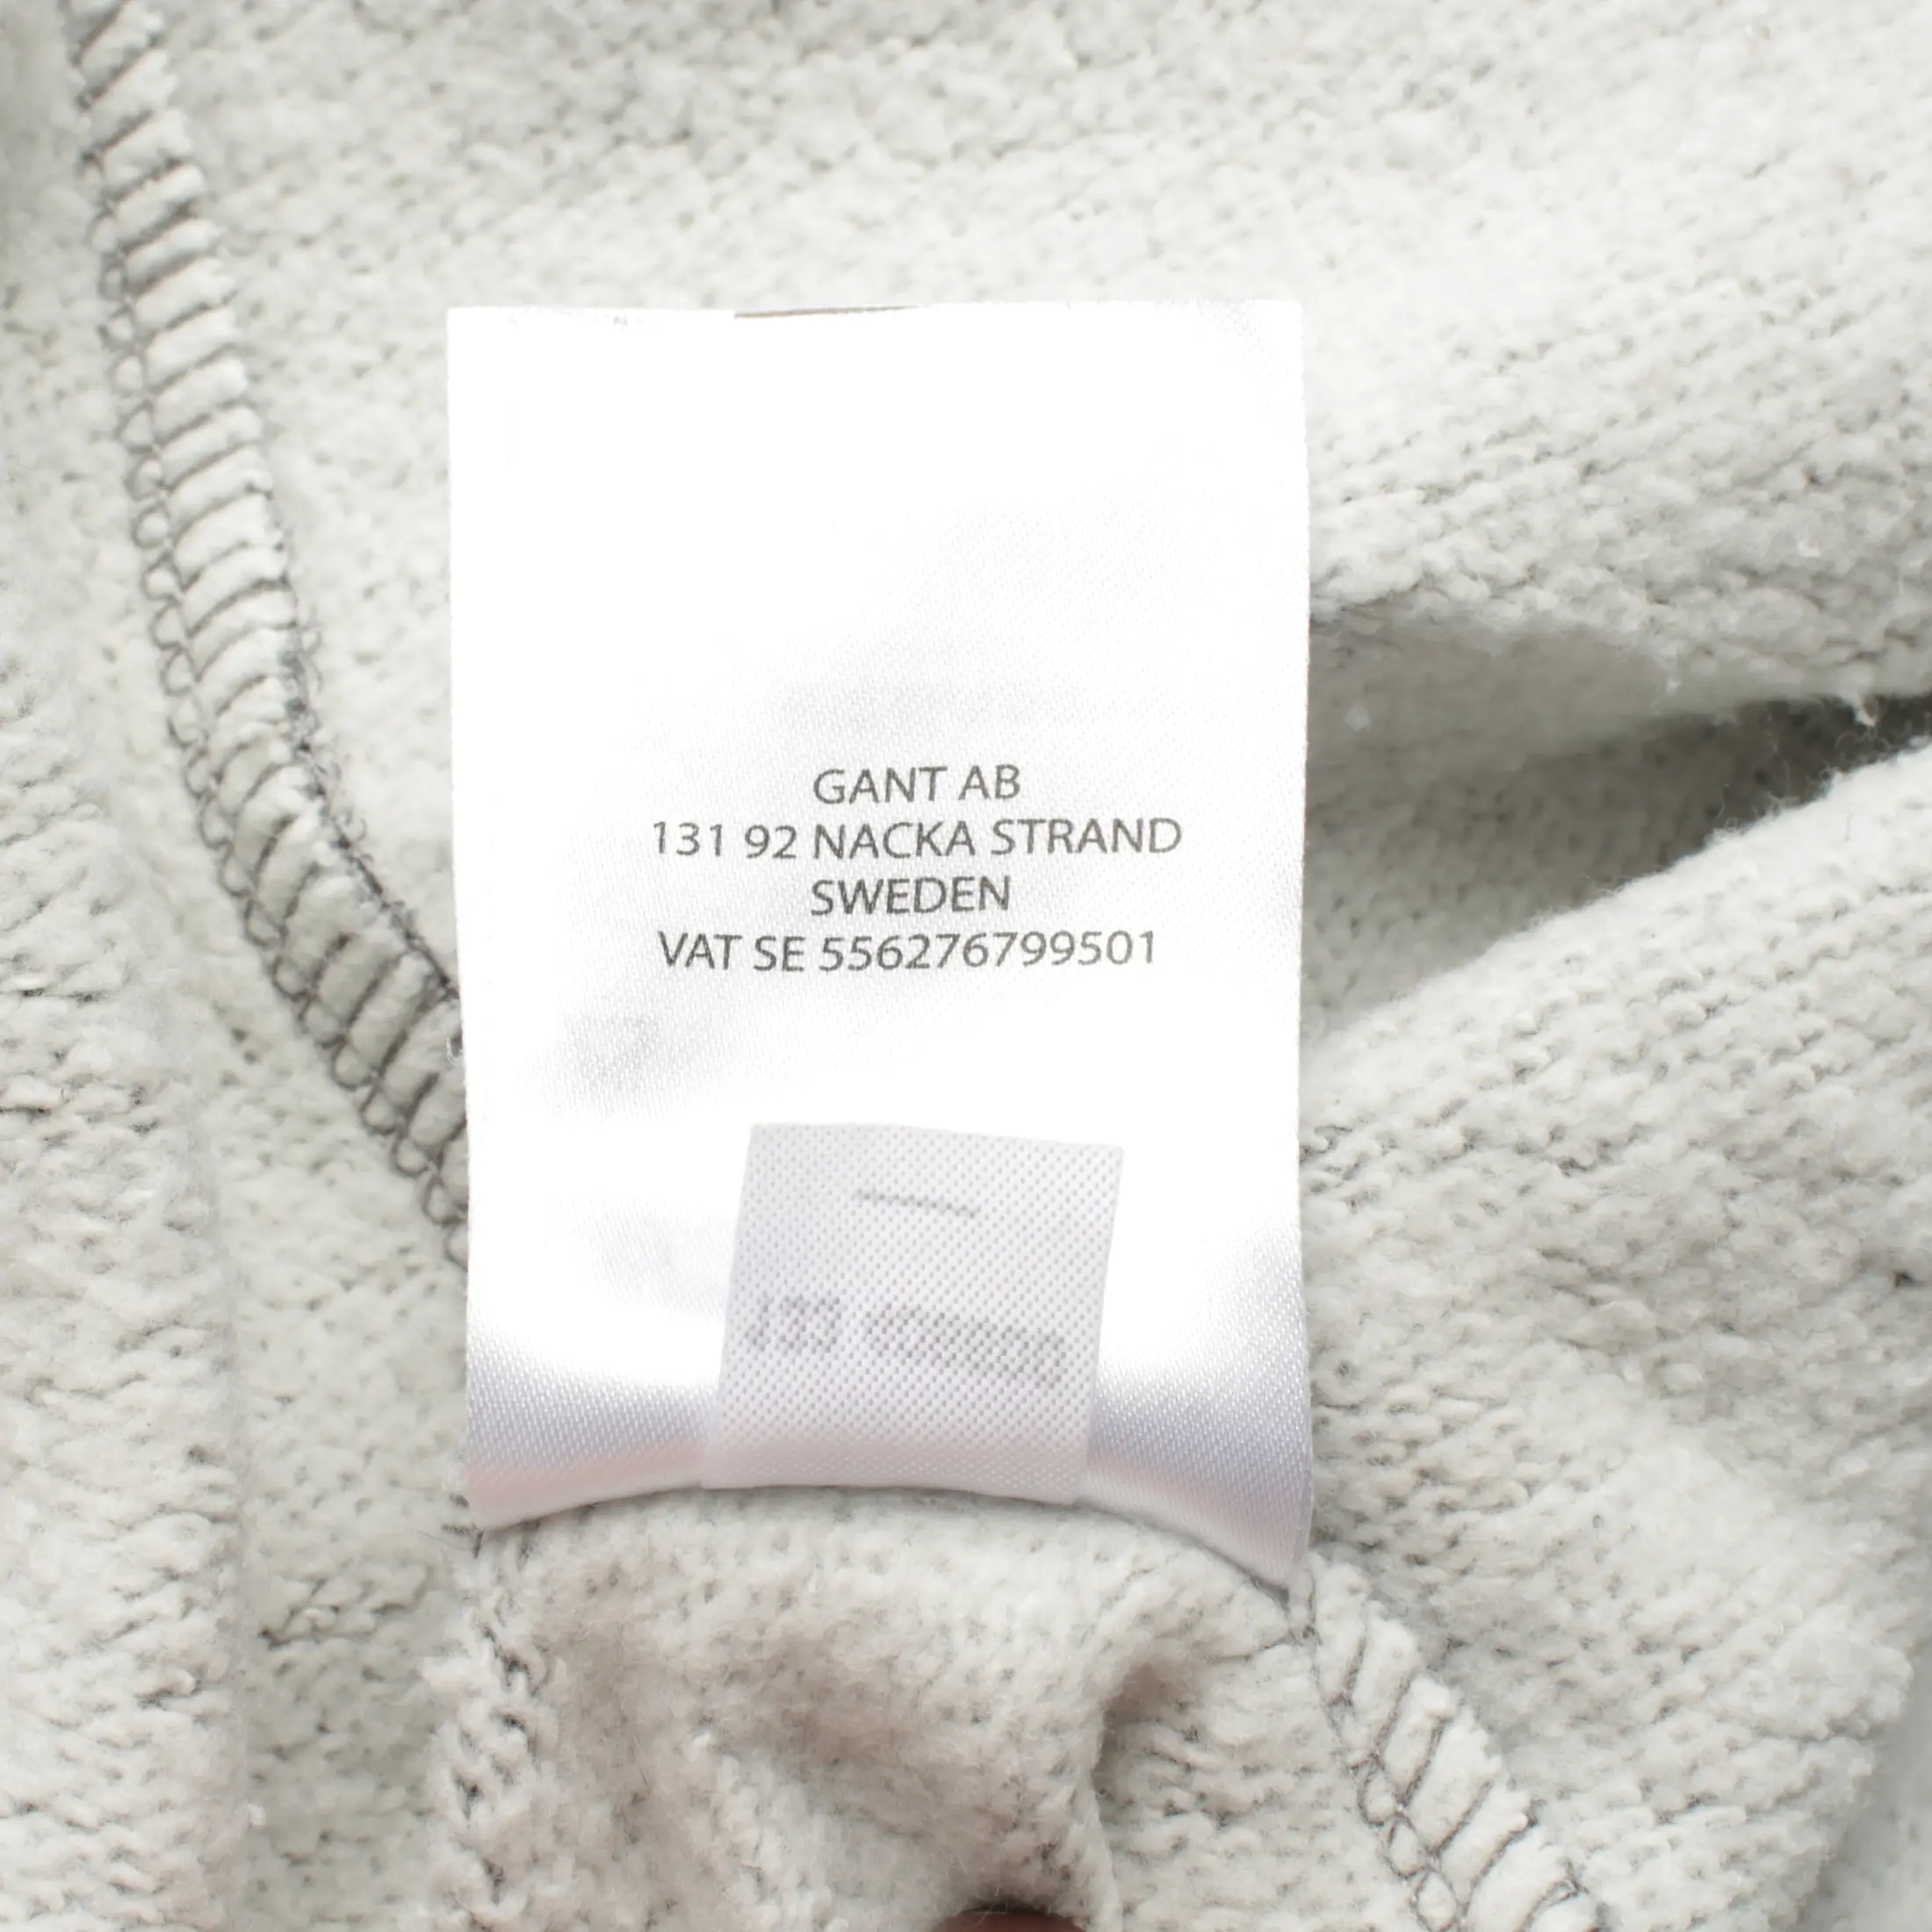 GANT AB
131 92 NACKA STRAND
SWEDEN
VAT SE 556276799501